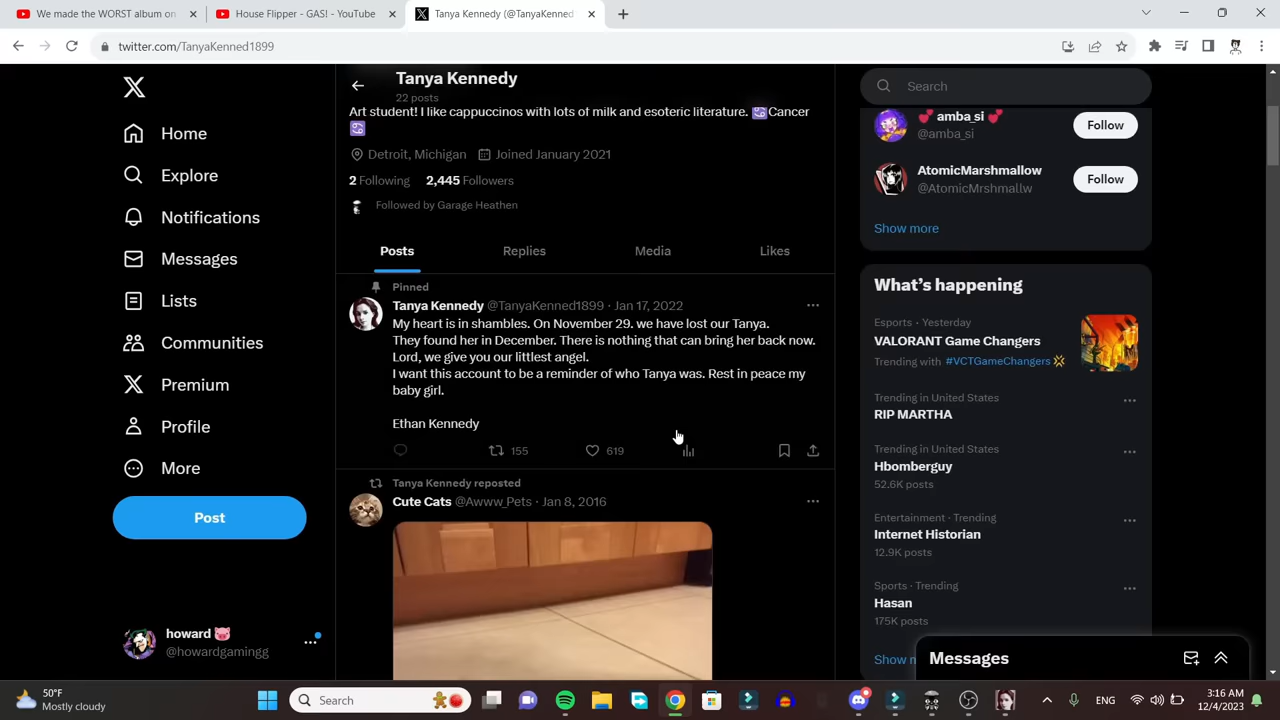 We made the WORST album on
House Flipper - GAS! - YouTube
Tanya Kennedy (@TanyaKenned
twitter.com/TanyaKenned1899
X
Home
Explore
Notifications
Messages
Lists
Communities
Premium
Profile
More
Post
howard
@howardgamingg
Tanya Kennedy
22 posts
Art student! I like cappuccinos with lots of milk and esoteric literature. ♋Cancer
♋
Detroit, Michigan Joined January 2021
2 Following 2,445 Followers
Followed by Garage Heathen
Posts Replies Media Likes
Pinned
Tanya Kennedy @TanyaKenned1899 · Jan 17, 2022
My heart is in shambles. On November 29. we have lost our Tanya.
They found her in December. There is nothing that can bring her back now.
Lord, we give you our littlest angel.
I want this account to be a reminder of who Tanya was. Rest in peace my
baby girl.
Ethan Kennedy
155 619
Tanya Kennedy reposted
Cute Cats @Awww_Pets · Jan 8, 2016
Search
amba_si
@amba_si
Follow
AtomicMarshmallow
@AtomicMrshmallw
Follow
Show more
What's happening
Esports · Yesterday
VALORANT Game Changers
Trending with #VCTGameChangers
Trending in United States
RIP MARTHA
Trending in United States
Hbomberguy
52.6K posts
Entertainment · Trending
Internet Historian
12.9K posts
Sports · Trending
Hasan
175K posts
Show m
Messages
50°F
Mostly cloudy
Search
ENG
3:16 AM
12/4/2023